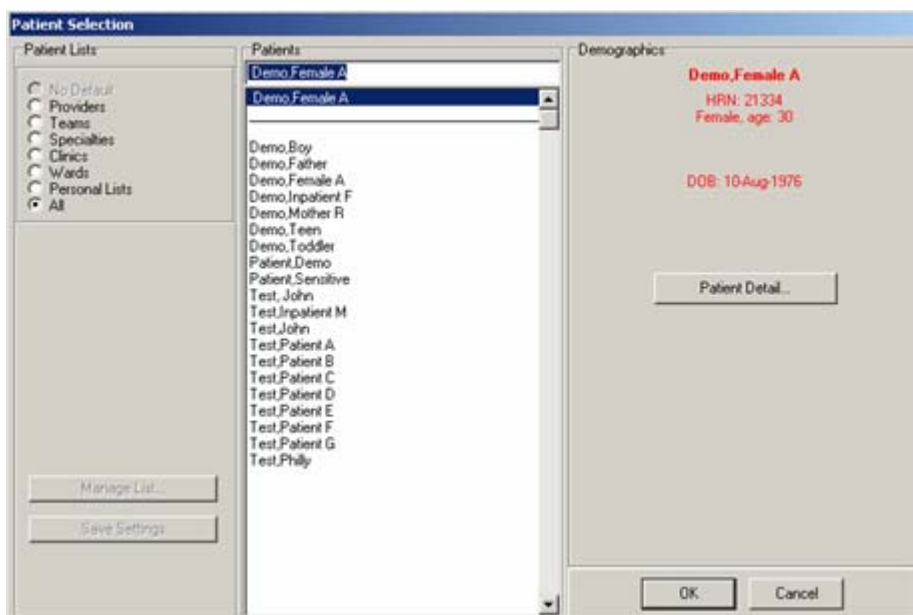 Patient Selection
Patient Lists
No Default
Providers
Teams
Specialties
Clinics
Wards
Personal Lists
All
Manage List...
Save Settings
Patients
Demo,Female A
Demo,Female A
Demo,Boy
Demo,Father
Demo,Female A
Demo,Inpatient F
Demo,Mother R
Demo,Teen
Demo,Toddler
Patient,Demo
Patient,Sensitive
Test, John
Test,Inpatient M
Test,John
Test,Patient A
Test,Patient B
Test,Patient C
Test,Patient D
Test,Patient E
Test,Patient F
Test,Patient G
Test,Philly
Demographics
Demo,Female A
HRN: 21334
Female, age: 30
DOB: 10-Aug-1976
Patient Detail...
OK
Cancel